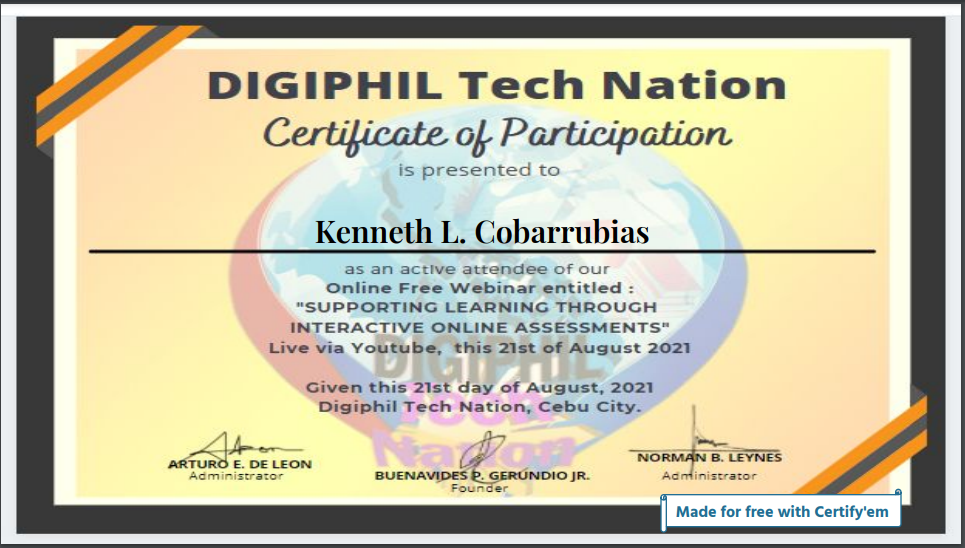 DIGIPHIL Tech Nation
Certificate of Participation
is presented to
Kenneth L. Cobarrubias
as an active attendee of our
Online Free Webinar entitled :
"SUPPORTING LEARNING THROUGH
INTERACTIVE ONLINE ASSESSMENTS"
Live via Youtube, this 21st of August 2021
DIGIPHIL
Given this 21st day of August, 2021
Tech
Digiphil Tech Nation, Cebu City.
Nation
ARTURO E. DE LEON
Administrator
BUENAVIDES P. GERUNDIO JR.
Founder
NORMAN B. LEYNES
Administrator
Made for free with Certify'em